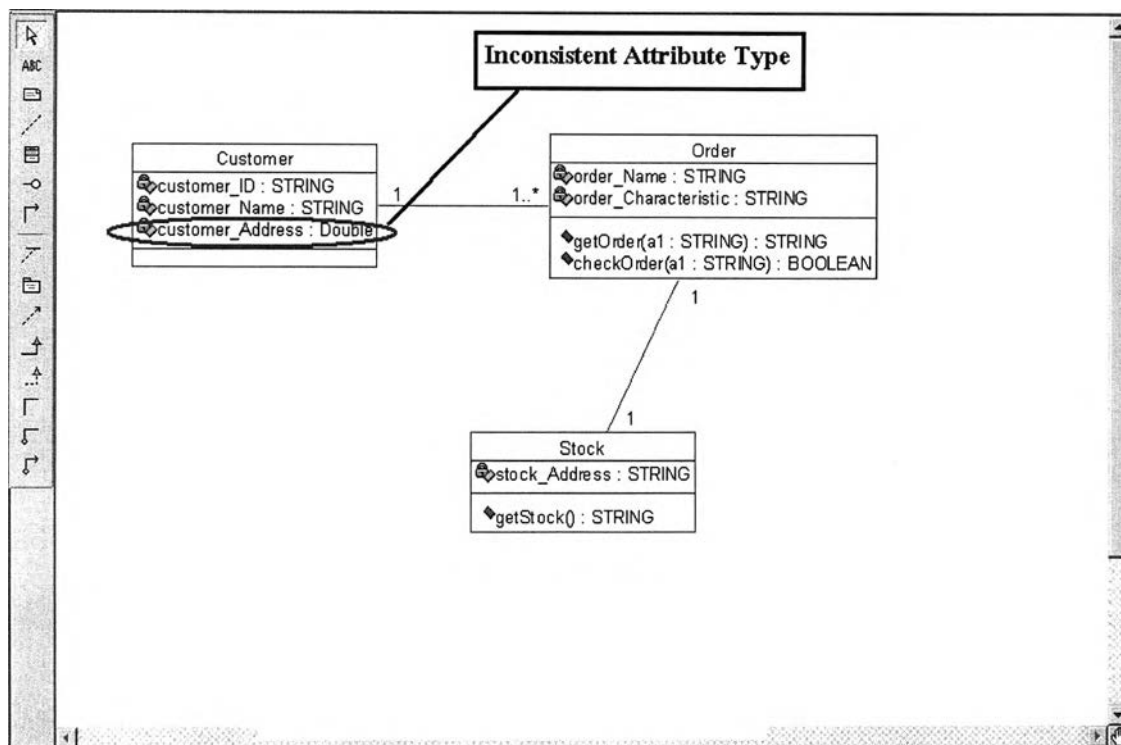 ABC
Inconsistent Attribute Type
Customer
customer_ID : STRING
customer_Name : STRING
customer_Address : Double
1
1..*
Order
order_Name : STRING
order_Characteristic : STRING
getOrder(a1 : STRING) : STRING
checkOrder(a1 : STRING) : BOOLEAN
1
1
Stock
stock_Address : STRING
getStock() : STRING